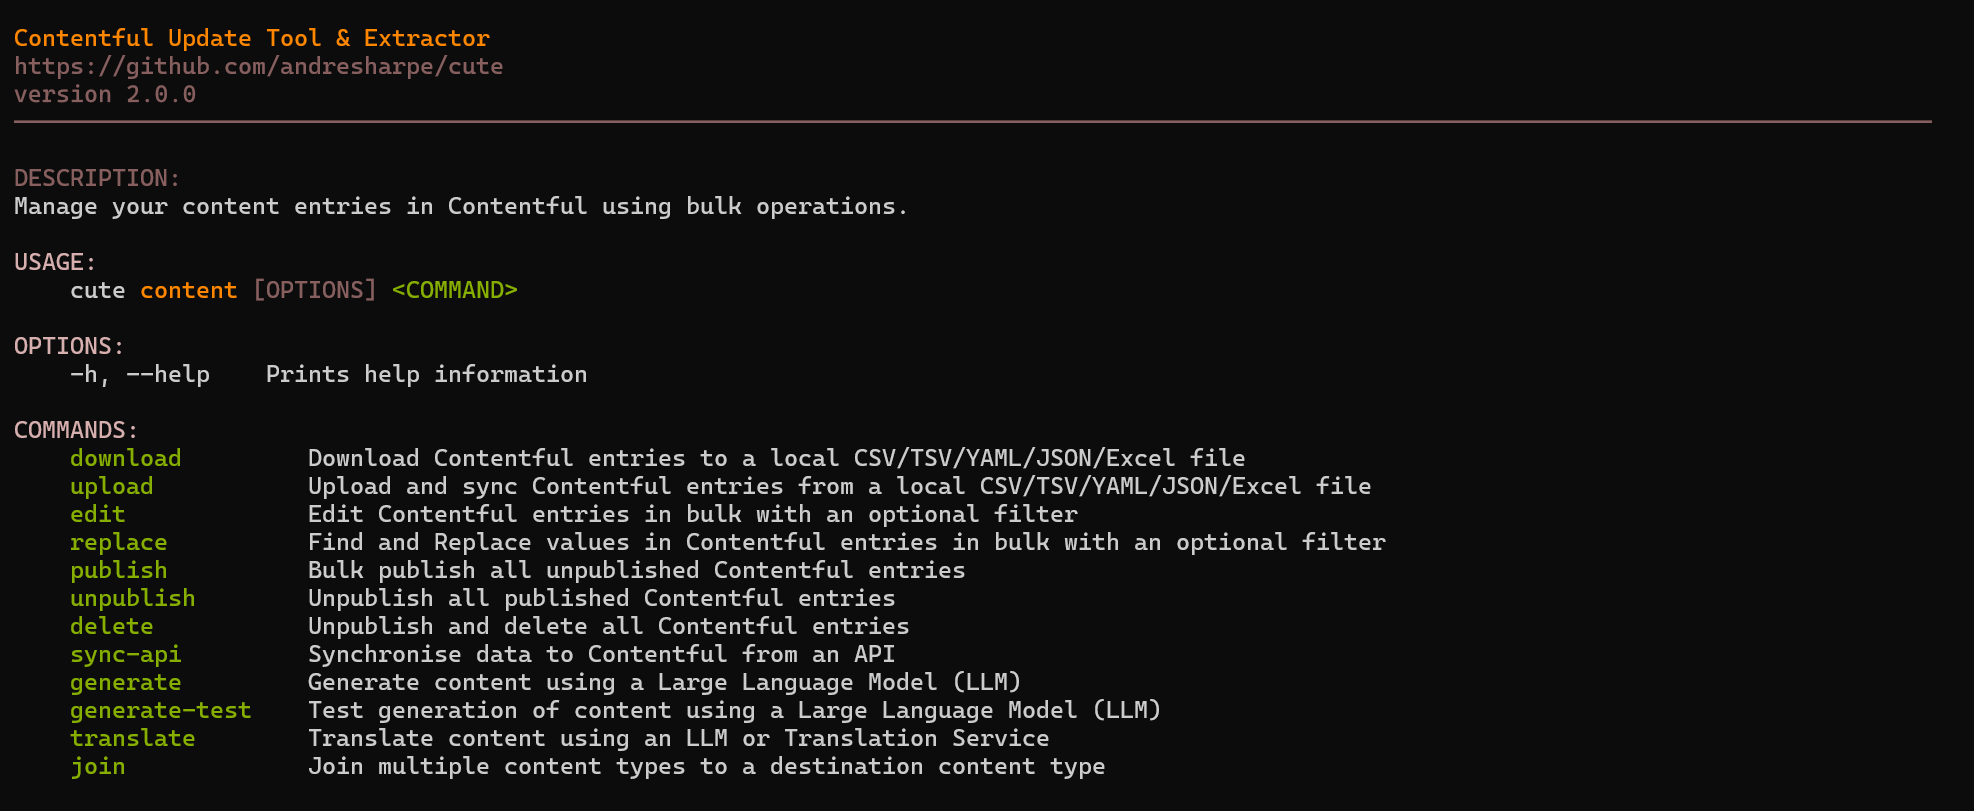 Contentful Update Tool & Extractor
https://github.com/andresharpe/cute
version 2.0.0
DESCRIPTION:
Manage your content entries in Contentful using bulk operations.
USAGE:
    cute content [OPTIONS] <COMMAND>
OPTIONS:
    -h, --help    Prints help information
COMMANDS:
    download         Download Contentful entries to a local CSV/TSV/YAML/JSON/Excel file
    upload           Upload and sync Contentful entries from a local CSV/TSV/YAML/JSON/Excel file
    edit             Edit Contentful entries in bulk with an optional filter
    replace          Find and Replace values in Contentful entries in bulk with an optional filter
    publish          Bulk publish all unpublished Contentful entries
    unpublish        Unpublish all published Contentful entries
    delete           Unpublish and delete all Contentful entries
    sync-api         Synchronise data to Contentful from an API
    generate         Generate content using a Large Language Model (LLM)
    generate-test    Test generation of content using a Large Language Model (LLM)
    translate        Translate content using an LLM or Translation Service
    join             Join multiple content types to a destination content type